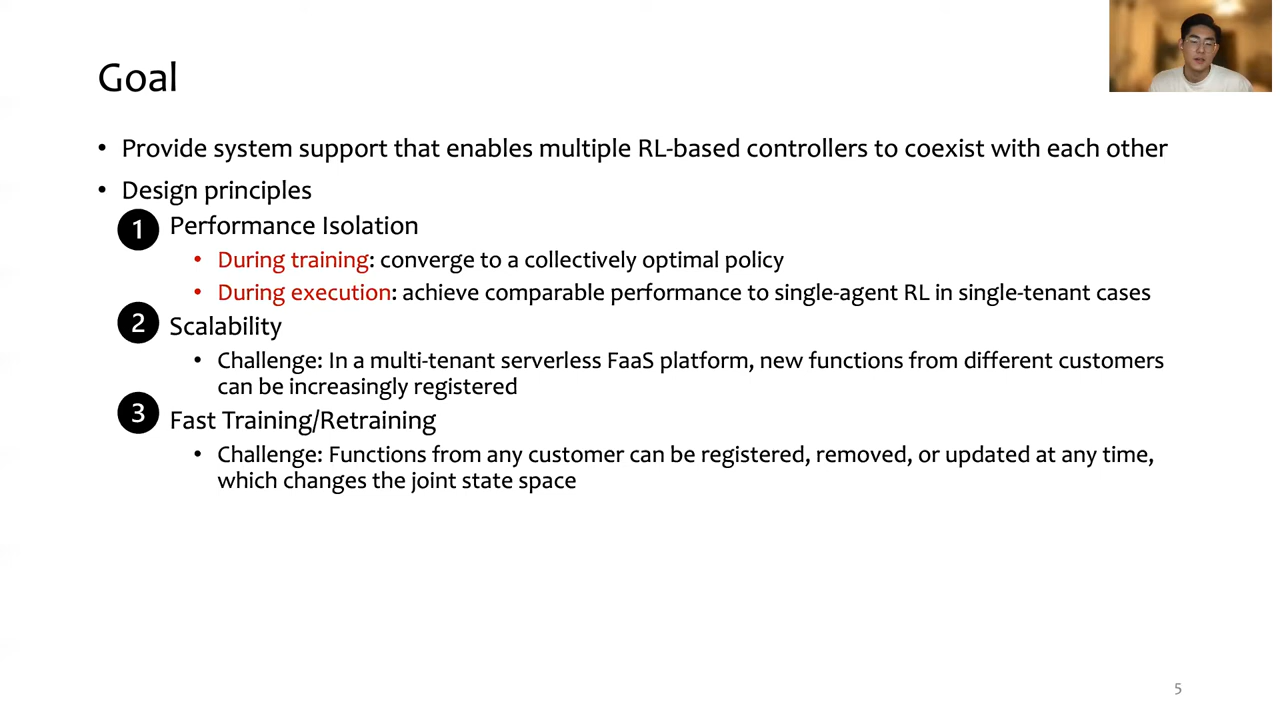 Goal
• Provide system support that enables multiple RL-based controllers to coexist with each other
• Design principles
1 Performance Isolation
• During training: converge to a collectively optimal policy
• During execution: achieve comparable performance to single-agent RL in single-tenant cases
2 Scalability
• Challenge: In a multi-tenant serverless FaaS platform, new functions from different customers
can be increasingly registered
3 Fast Training/Retraining
• Challenge: Functions from any customer can be registered, removed, or updated at any time,
which changes the joint state space
5